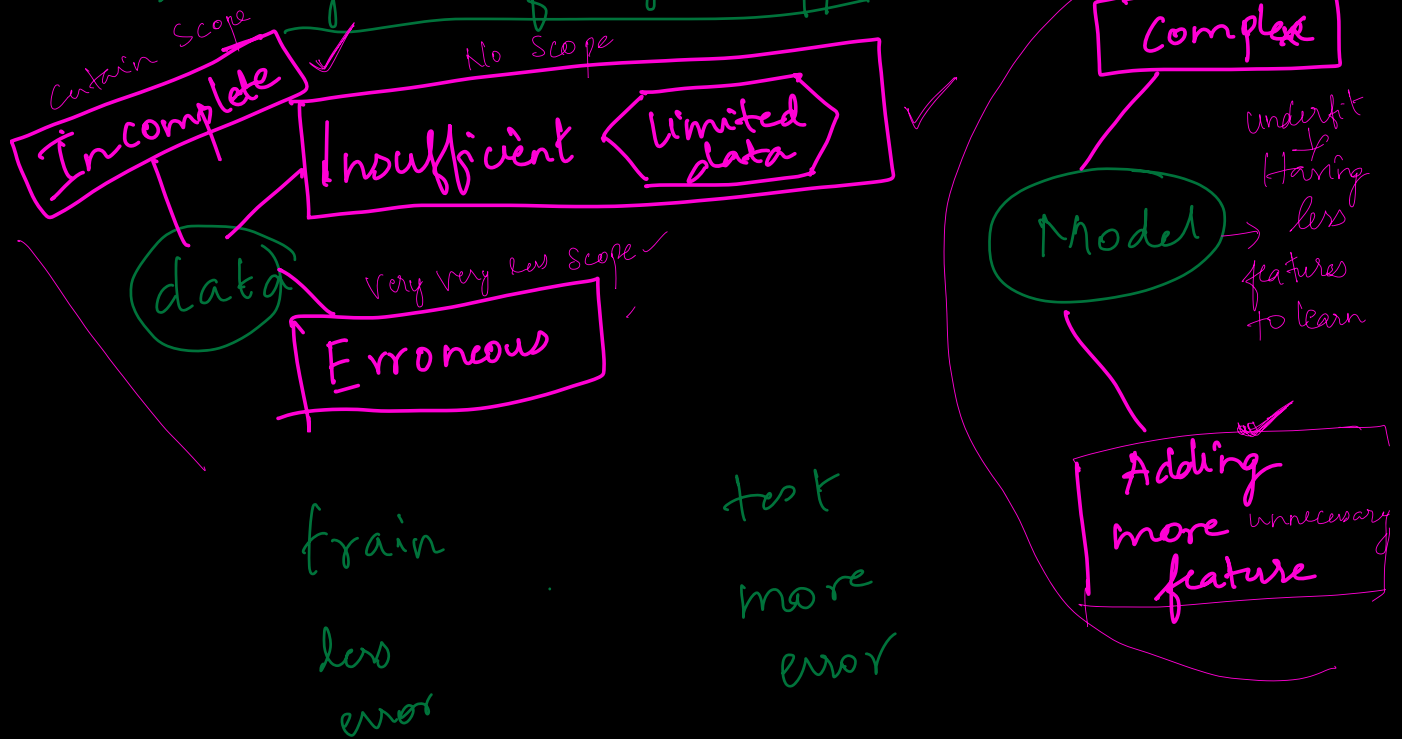 Certain Scope
Incomplete
No Scope
Insufficient
Limited
data
data
Very very less Scope
Erroneous
train
less
error
test
more
error
Complex
Model
underfit
Having
less
features
to learn
Adding
more unnecessary
feature